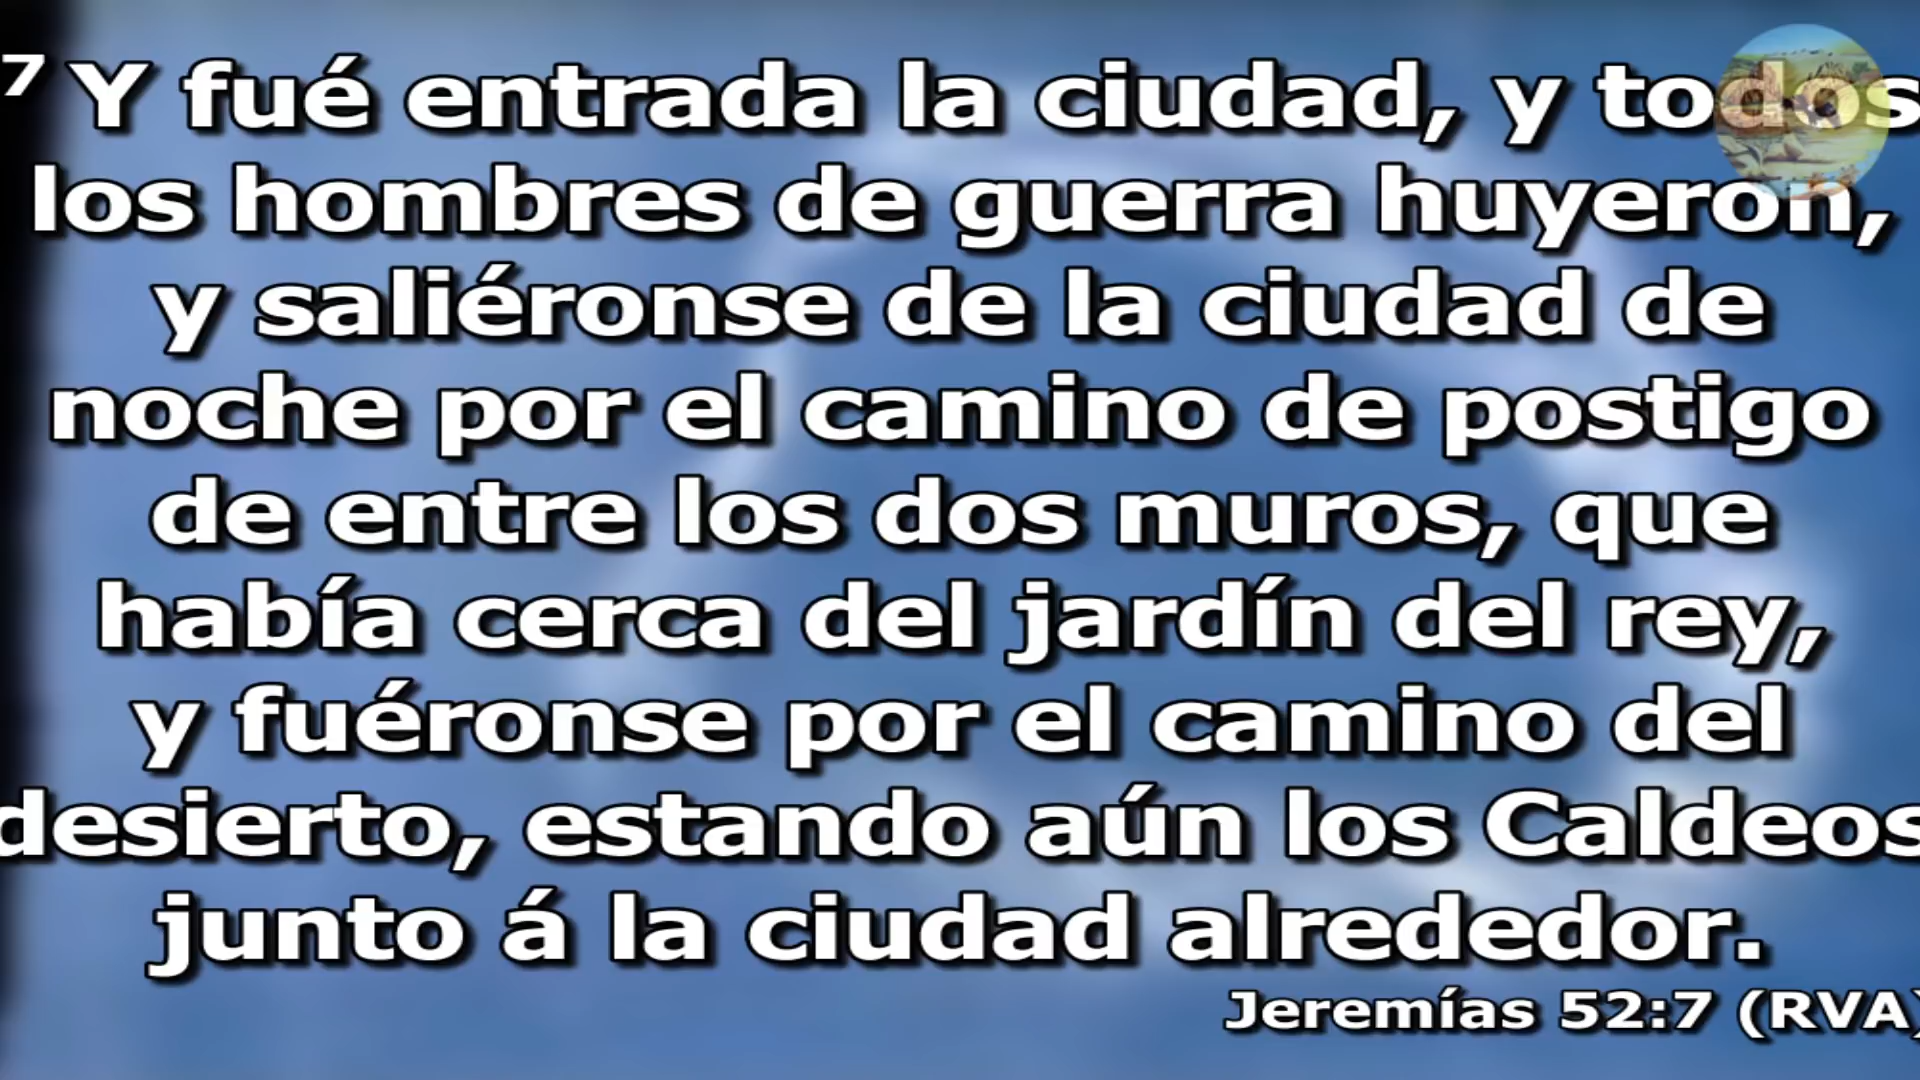 7 Y fué entrada la ciudad, y todos
los hombres de guerra huyeron,
y saliéronse de la ciudad de
noche por el camino de postigo
de entre los dos muros, que
había cerca del jardín del rey,
y fuéronse por el camino del
desierto, estando aún los Caldeos
junto á la ciudad alrededor.
Jeremías 52:7 (RVA)